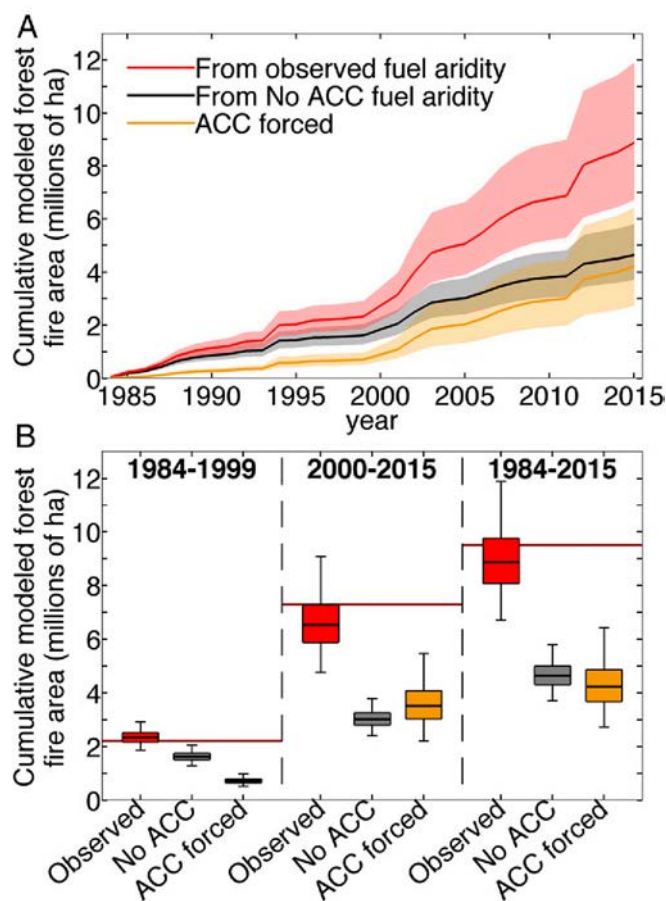 A
Cumulative modeled forest
fire area (millions of ha)
12
10
8
6
4
2
0
From observed fuel aridity
From No ACC fuel aridity
ACC forced
1985 1990 1995 2000 2005 2010 2015
year
B
Cumulative modeled forest
fire area (millions of ha)
12
10
8
6
4
2
0
1984-1999 2000-2015 1984-2015
Observed No ACC ACC forced Observed No ACC ACC forced Observed No ACC ACC forced